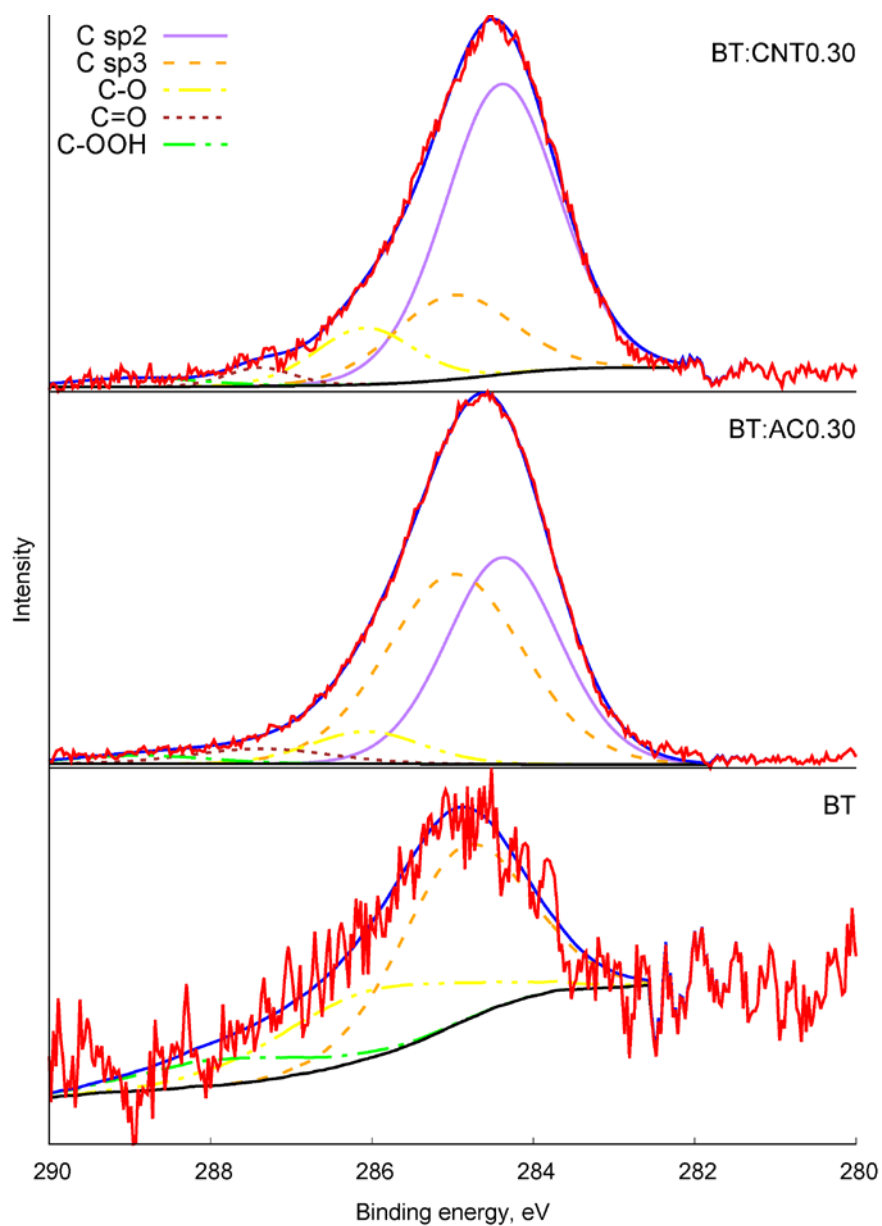 C sp2
C sp3
C-O
C=O
C-OOH
BT:CNT0.30
BT:AC0.30
BT
Intensity
290 288 286 284 282 280
Binding energy, eV